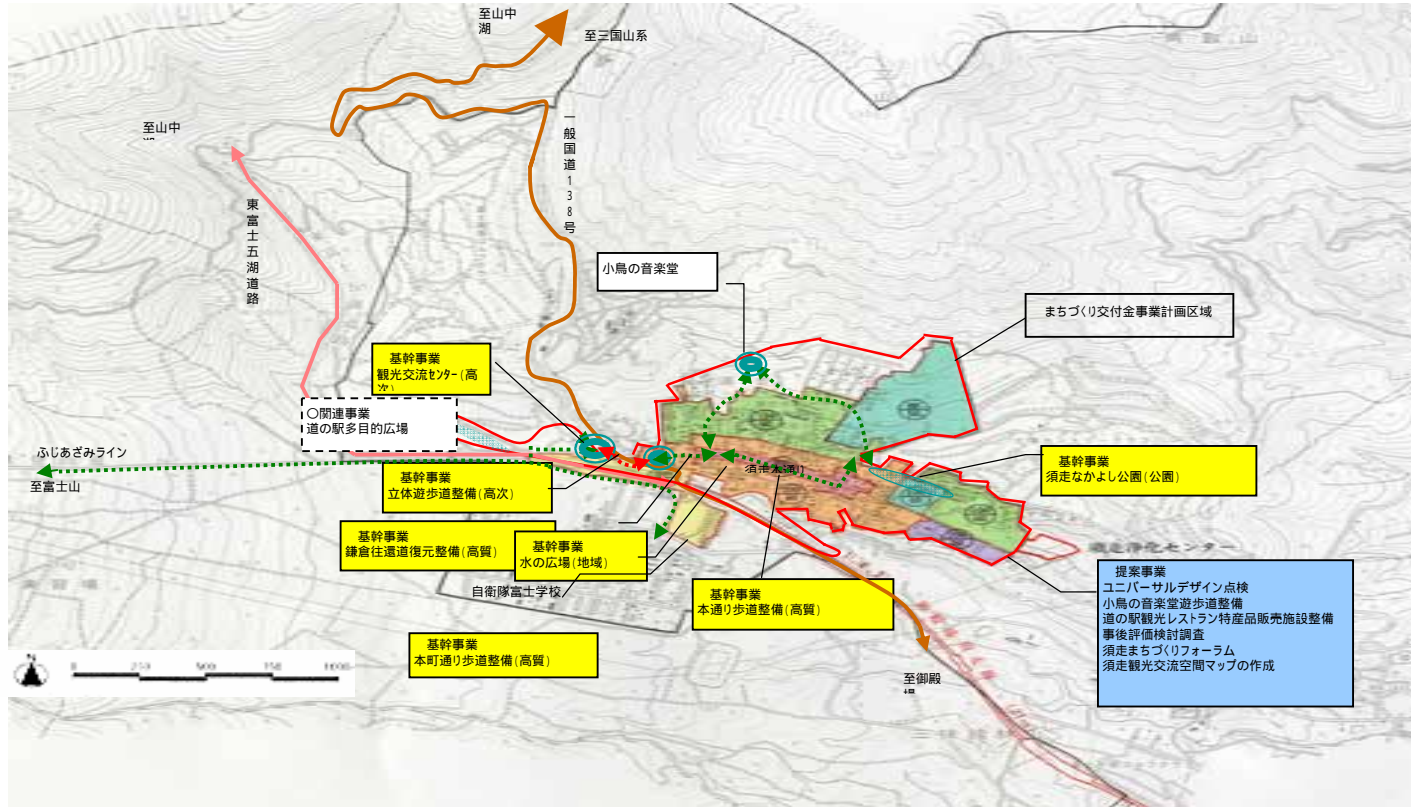 至山中
湖
至三国山系
至山中
湖
一般国道138号
東富士五湖道路
小鳥の音楽堂
まちづくり交付金事業計画区域
基幹事業
観光交流センター(高
次)
○関連事業
道の駅多目的広場
ふじあざみライン
至富士山
須走本通り
基幹事業
須走なかよし公園(公園)
基幹事業
立体遊歩道整備(高次)
基幹事業
鎌倉往還道復元整備(高質)
基幹事業
水の広場(地域)
自衛隊富士学校
須走浄化センター
基幹事業
本通り歩道整備(高質)
提案事業
ユニバーサルデザイン点検
小鳥の音楽堂遊歩道整備
道の駅観光レストラン特産品販売施設整備
事後評価検討調査
須走まちづくりフォーラム
須走観光交流空間マップの作成
基幹事業
本町通り歩道整備(高質)
N
0 250 500 750 1000
至御殿
場